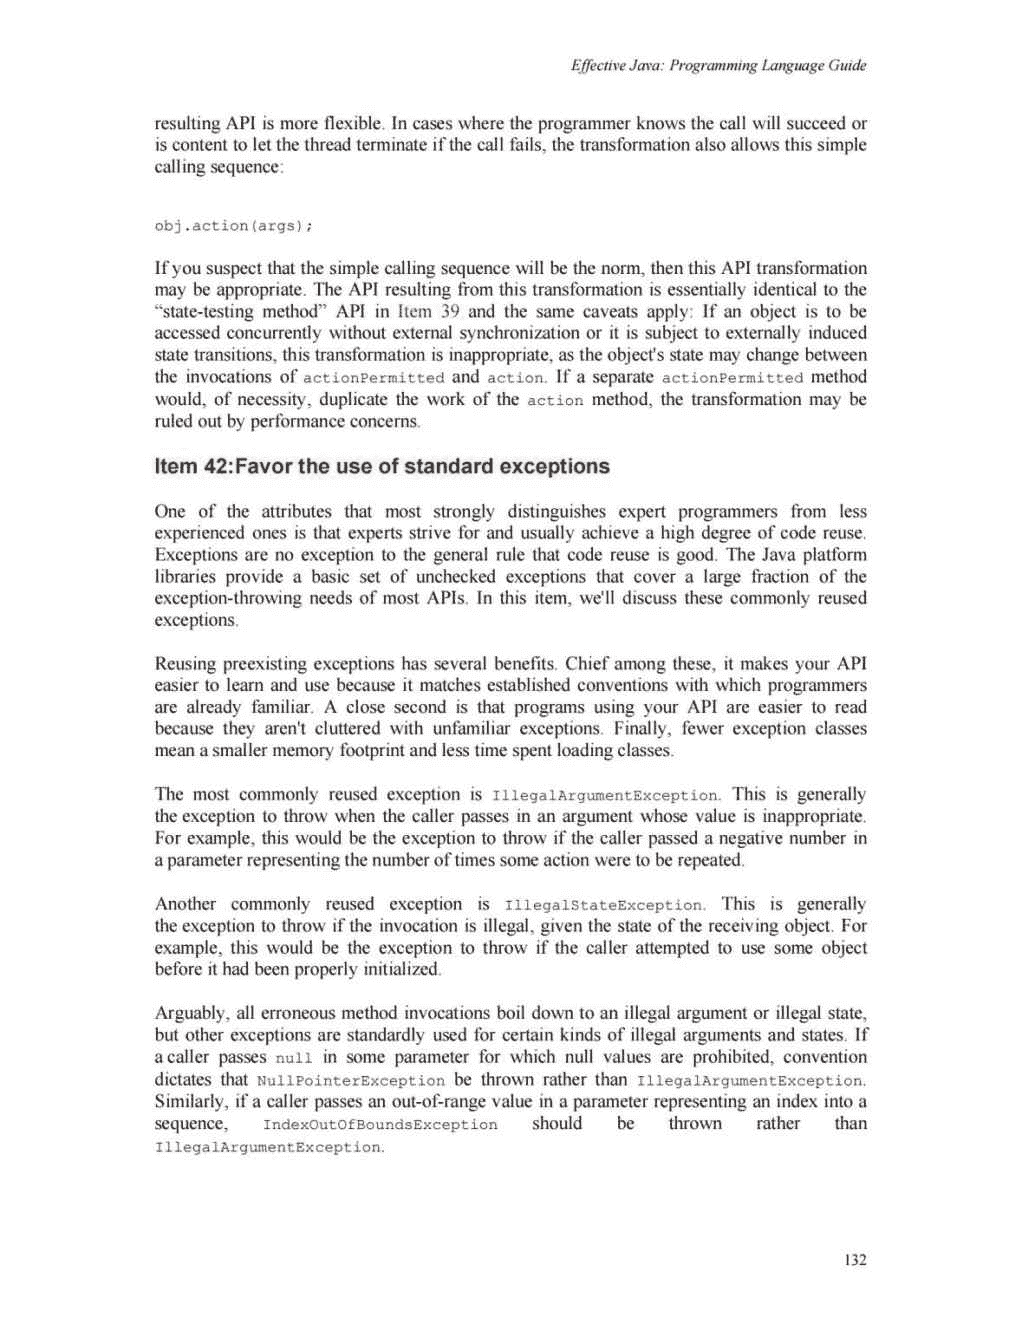 Effective Java: Programming Language Guide
resulting API is more flexible. In cases where the programmer knows the call will succeed or
is content to let the thread terminate if the call fails, the transformation also allows this simple
calling sequence:
obj.action(args);
If you suspect that the simple calling sequence will be the norm, then this API transformation
may be appropriate. The API resulting from this transformation is essentially identical to the
“state-testing method” API in Item 39 and the same caveats apply: If an object is to be
accessed concurrently without external synchronization or it is subject to externally induced
state transitions, this transformation is inappropriate, as the object's state may change between
the invocations of actionPermitted and action. If a separate actionPermitted method
would, of necessity, duplicate the work of the action method, the transformation may be
ruled out by performance concerns.
Item 42:Favor the use of standard exceptions
One of the attributes that most strongly distinguishes expert programmers from less
experienced ones is that experts strive for and usually achieve a high degree of code reuse.
Exceptions are no exception to the general rule that code reuse is good. The Java platform
libraries provide a basic set of unchecked exceptions that cover a large fraction of the
exception-throwing needs of most APIs. In this item, we'll discuss these commonly reused
exceptions.
Reusing preexisting exceptions has several benefits. Chief among these, it makes your API
easier to learn and use because it matches established conventions with which programmers
are already familiar. A close second is that programs using your API are easier to read
because they aren't cluttered with unfamiliar exceptions. Finally, fewer exception classes
mean a smaller memory footprint and less time spent loading classes.
The most commonly reused exception is IllegalArgumentException. This is generally
the exception to throw when the caller passes in an argument whose value is inappropriate.
For example, this would be the exception to throw if the caller passed a negative number in
a parameter representing the number of times some action were to be repeated.
Another commonly reused exception is IllegalStateException. This is generally
the exception to throw if the invocation is illegal, given the state of the receiving object. For
example, this would be the exception to throw if the caller attempted to use some object
before it had been properly initialized.
Arguably, all erroneous method invocations boil down to an illegal argument or illegal state,
but other exceptions are standardly used for certain kinds of illegal arguments and states. If
a caller passes null in some parameter for which null values are prohibited, convention
dictates that NullPointerException be thrown rather than IllegalArgumentException.
Similarly, if a caller passes an out-of-range value in a parameter representing an index into a
sequence, IndexOutOfBoundsException should be thrown rather than
IllegalArgumentException.
132